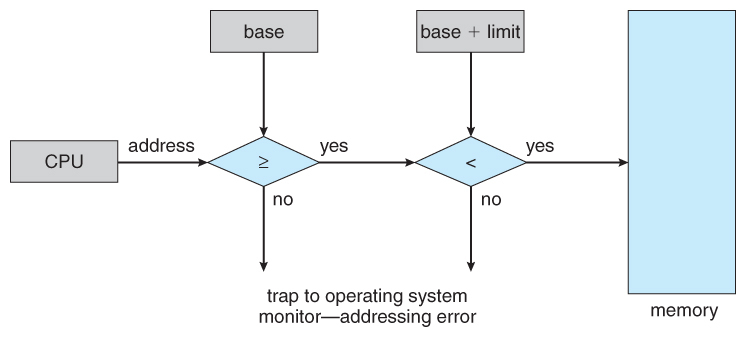 base
base + limit
CPU
address
≥
yes
<
yes
no
no
trap to operating system
monitor—addressing error
memory